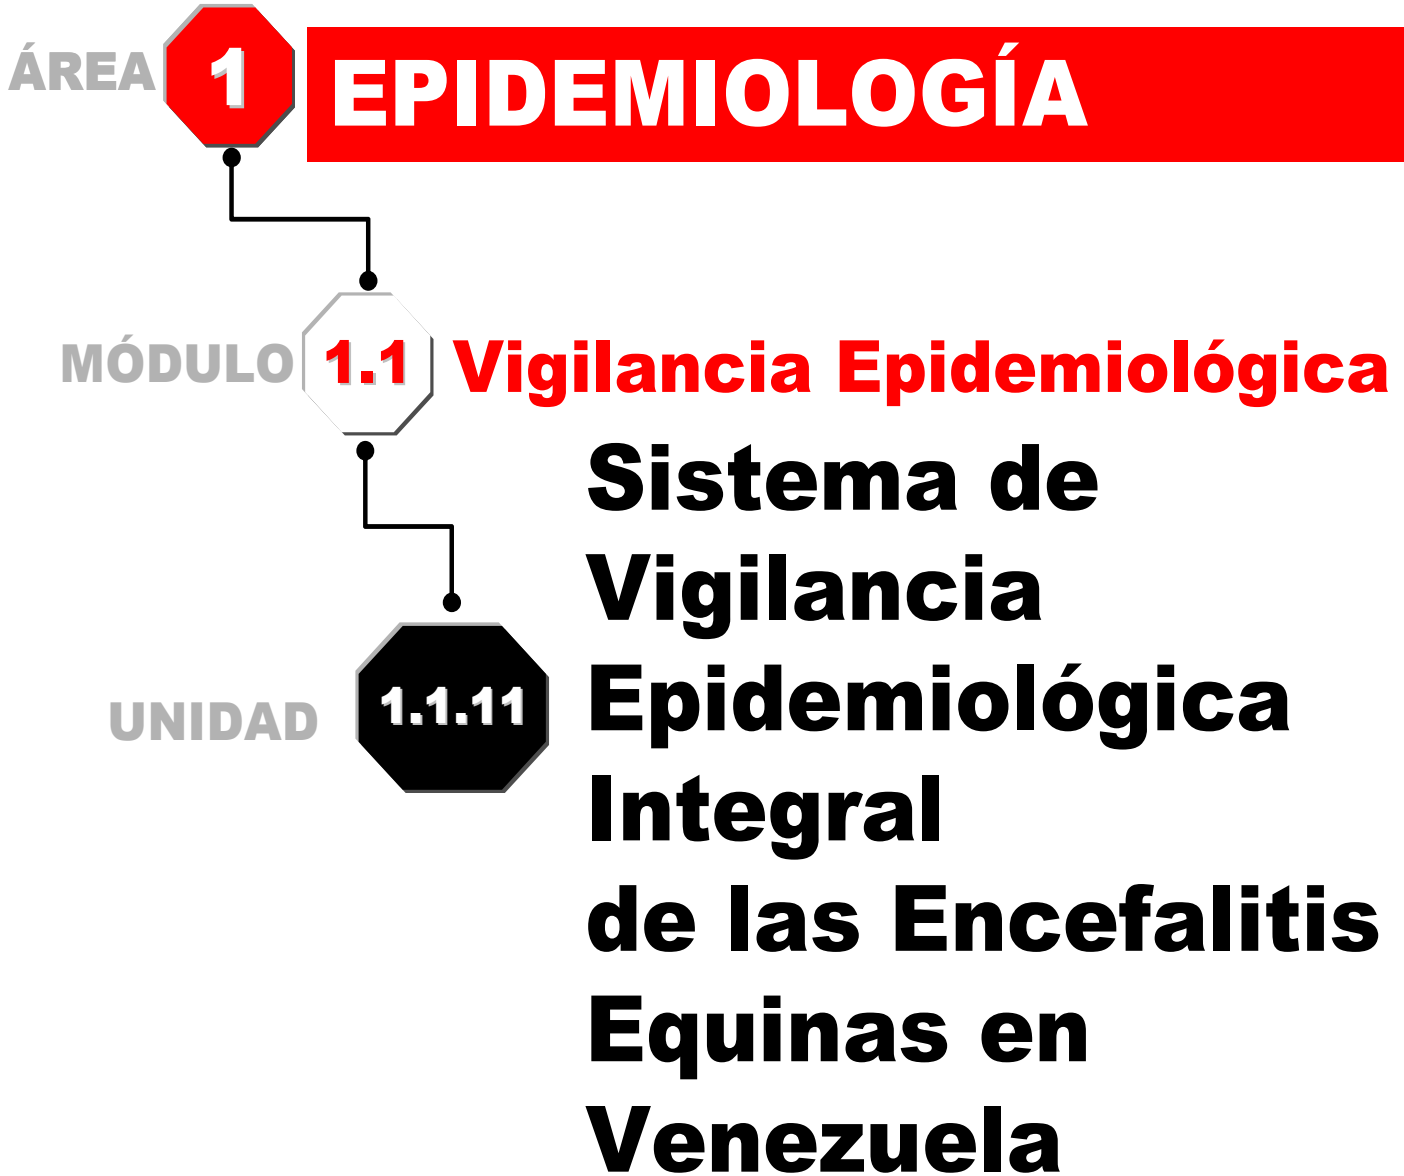 ÁREA 1 EPIDEMIOLOGÍA
MÓDULO 1.1 Vigilancia Epidemiológica
Sistema de
Vigilancia
UNIDAD 1.1.11 Epidemiológica
Integral
de las Encefalitis
Equinas en
Venezuela